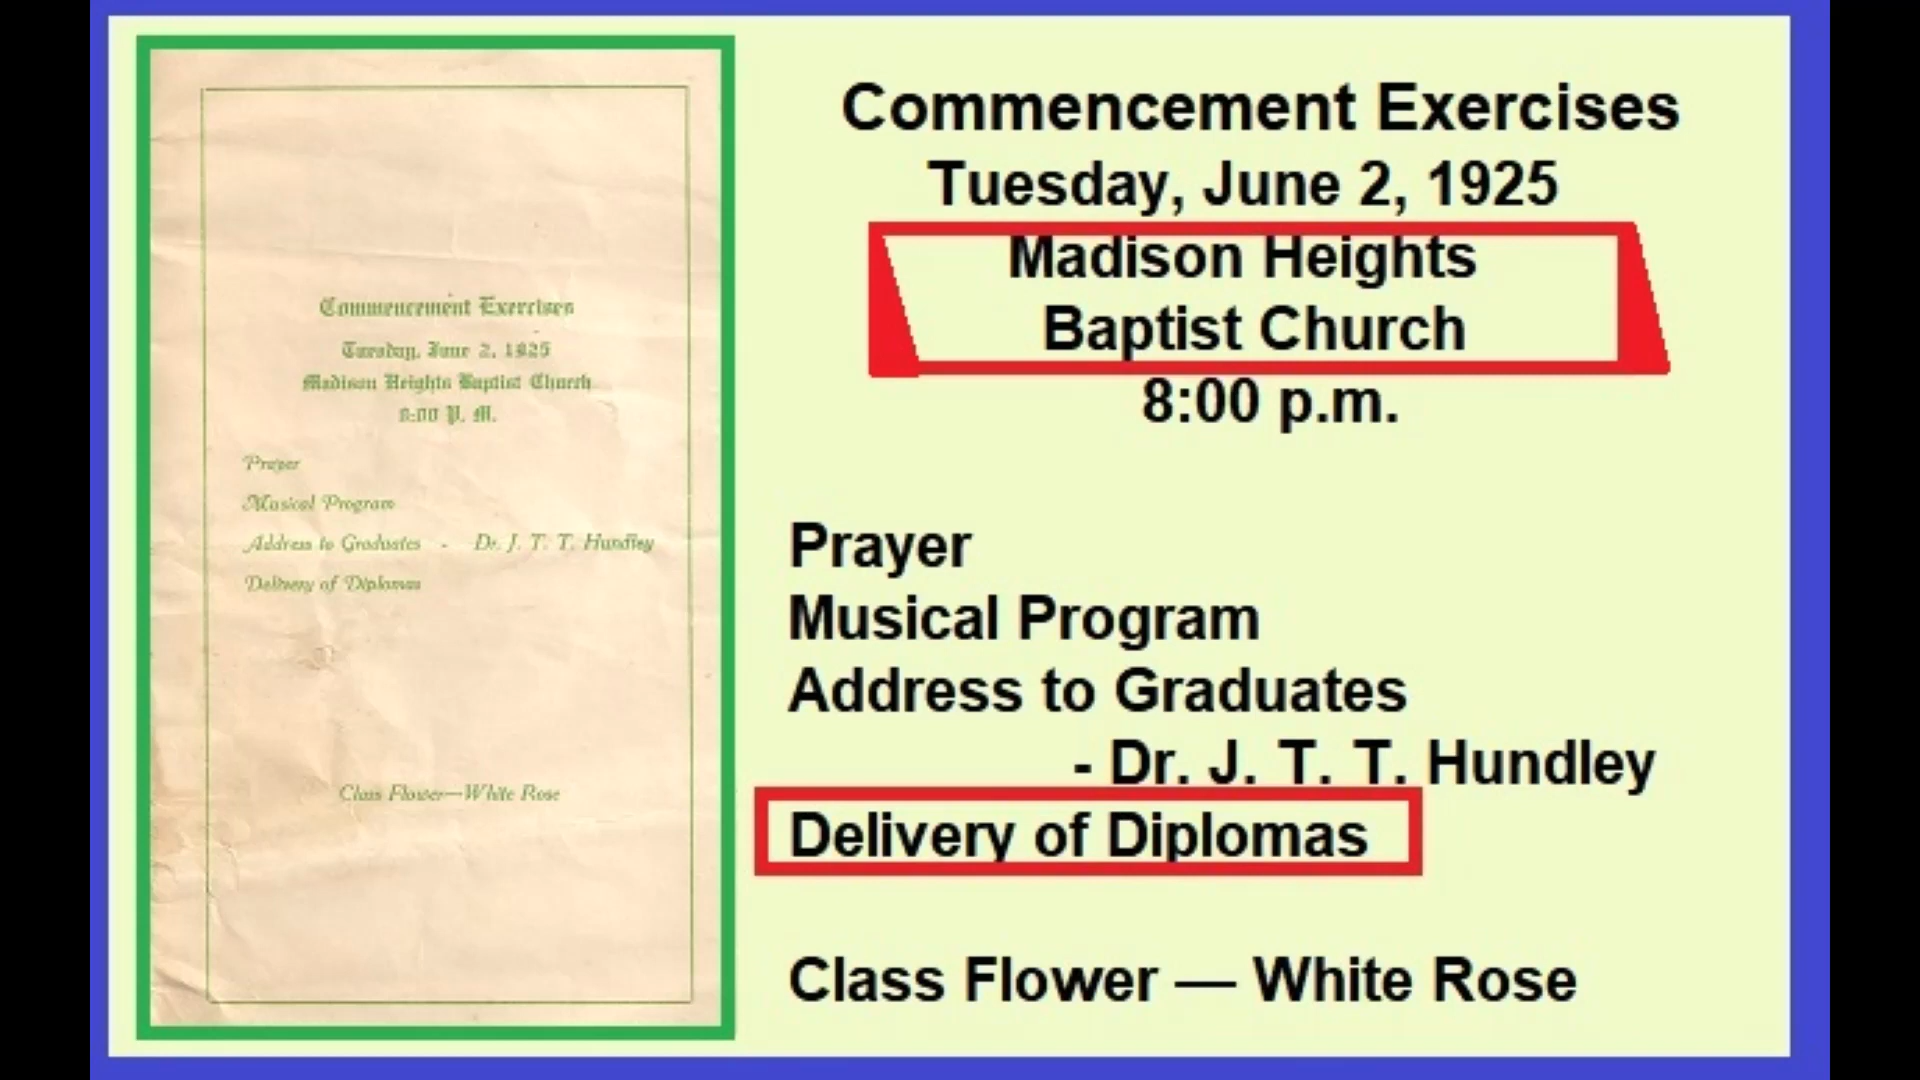 Commencement Exercises
Tuesday, June 2, 1925
Madison Heights Baptist Church
8:00 P. M.
Prayer
Musical Program
Address to Graduates - Dr. J. T. T. Hundley
Delivery of Diplomas
Class Flower—White Rose
Commencement Exercises
Tuesday, June 2, 1925
Madison Heights
Baptist Church
8:00 p.m.
Prayer
Musical Program
Address to Graduates
- Dr. J. T. T. Hundley
Delivery of Diplomas
Class Flower — White Rose